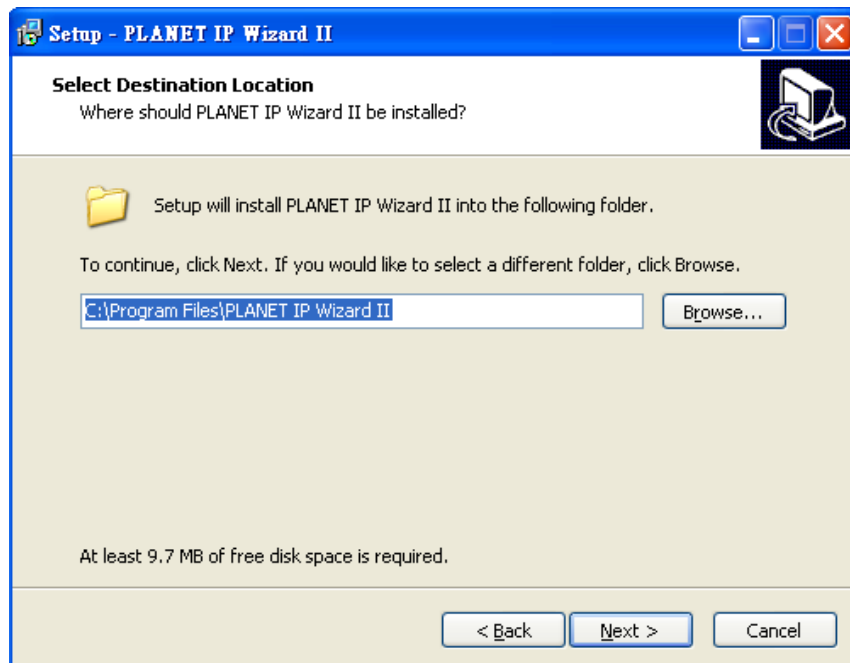 Setup - PLANET IP Wizard II
Select Destination Location
Where should PLANET IP Wizard II be installed?
Setup will install PLANET IP Wizard II into the following folder.
To continue, click Next. If you would like to select a different folder, click Browse.
C:\Program Files\PLANET IP Wizard II
Browse...
At least 9.7 MB of free disk space is required.
< Back
Next >
Cancel